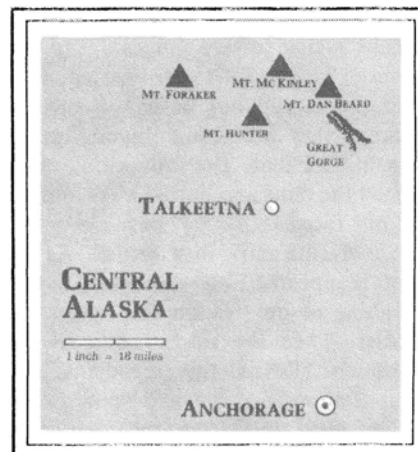 MT. FORAKER
MT. MC KINLEY
MT. DAN BEARD
MT. HUNTER
GREAT
GORGE
TALKEETNA
CENTRAL
ALASKA
1 inch = 18 miles
ANCHORAGE